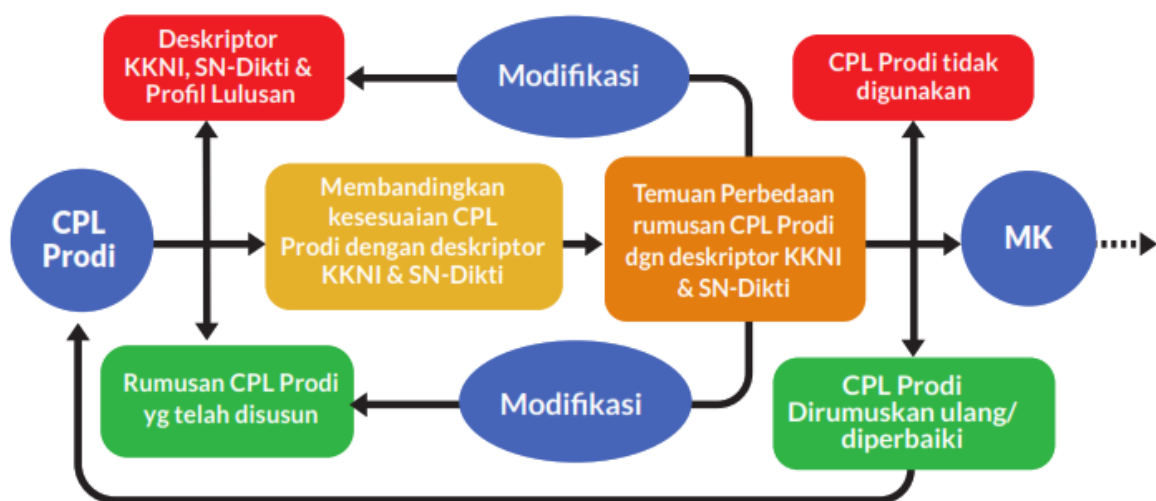 Deskriptor
KKNI, SN-Dikti &
Profil Lulusan
Modifikasi
CPL Prodi tidak
digunakan
CPL
Prodi
Membandingkan
kesesuaian CPL
Prodi dengan deskriptor
KKNI & SN-Dikti
Temuan Perbedaan
rumusan CPL Prodi
dgn deskriptor KKNI
& SN-Dikti
MK
Rumusan CPL Prodi
yg telah disusun
Modifikasi
CPL Prodi
Dirumuskan ulang/
diperbaiki